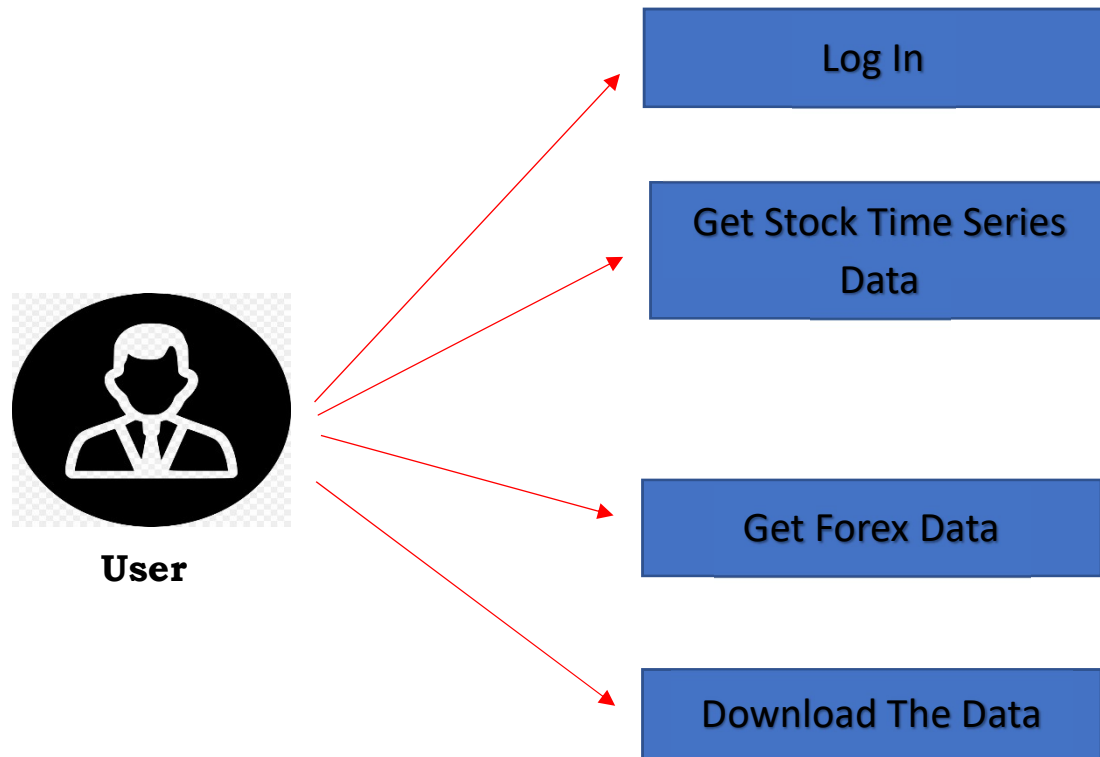 Log In
Get Stock Time Series
Data
User
Get Forex Data
Download The Data